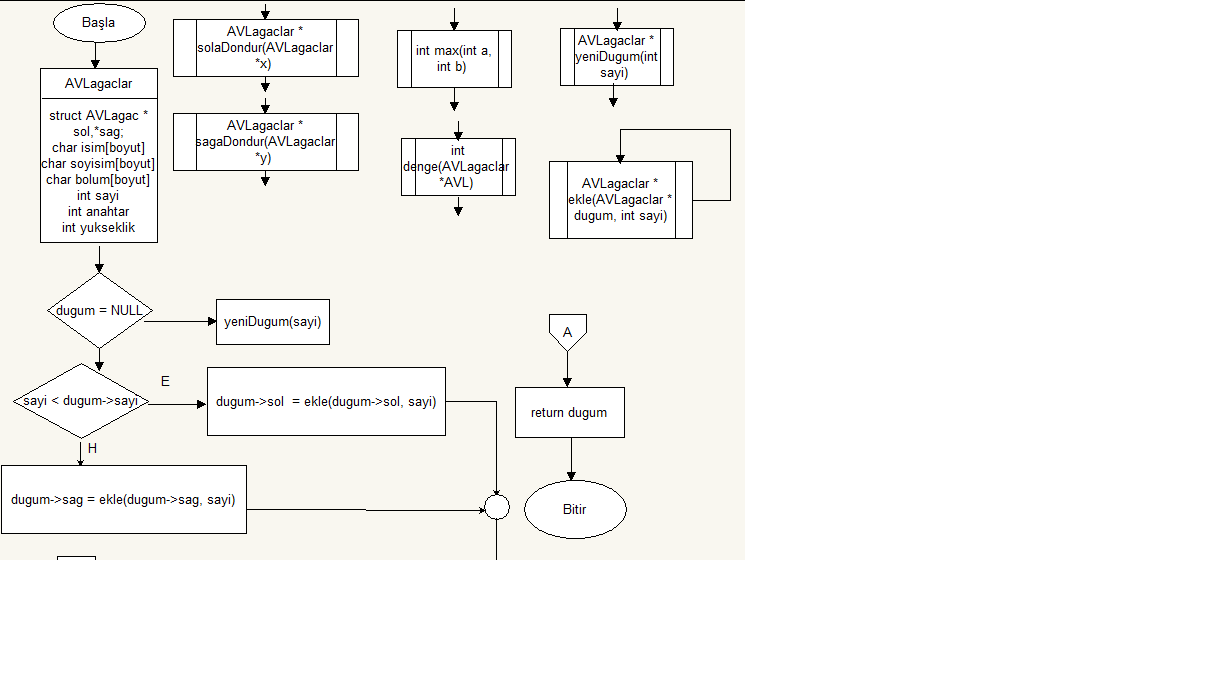 Başla
AVLagaclar
struct AVLagac *
sol,*sag;
char isim[boyut]
char soyisim[boyut]
char bolum[boyut]
int sayi
int anahtar
int yukseklik
AVLagaclar *
solaDondur(AVLagaclar
*x)
AVLagaclar *
sagaDondur(AVLagaclar
*y)
int max(int a,
int b)
int
denge(AVLagaclar
*AVL)
AVLagaclar *
yeniDugum(int
sayi)
AVLagaclar *
ekle(AVLagaclar *
dugum, int sayi)
dugum = NULL
yeniDugum(sayi)
sayi < dugum->sayi
E
dugum->sol = ekle(dugum->sol, sayi)
H
dugum->sag = ekle(dugum->sag, sayi)
A
return dugum
Bitir